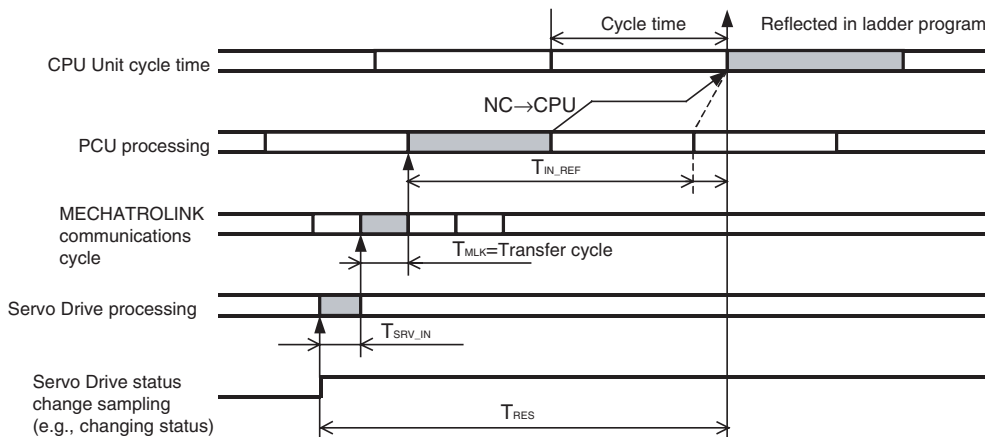 Cycle time
Reflected in ladder program
CPU Unit cycle time
NC→CPU
PCU processing
TIN_REF
MECHATROLINK
communications
cycle
TMLK=Transfer cycle
Servo Drive processing
TSRV_IN
Servo Drive status
change sampling
(e.g., changing status)
TRES